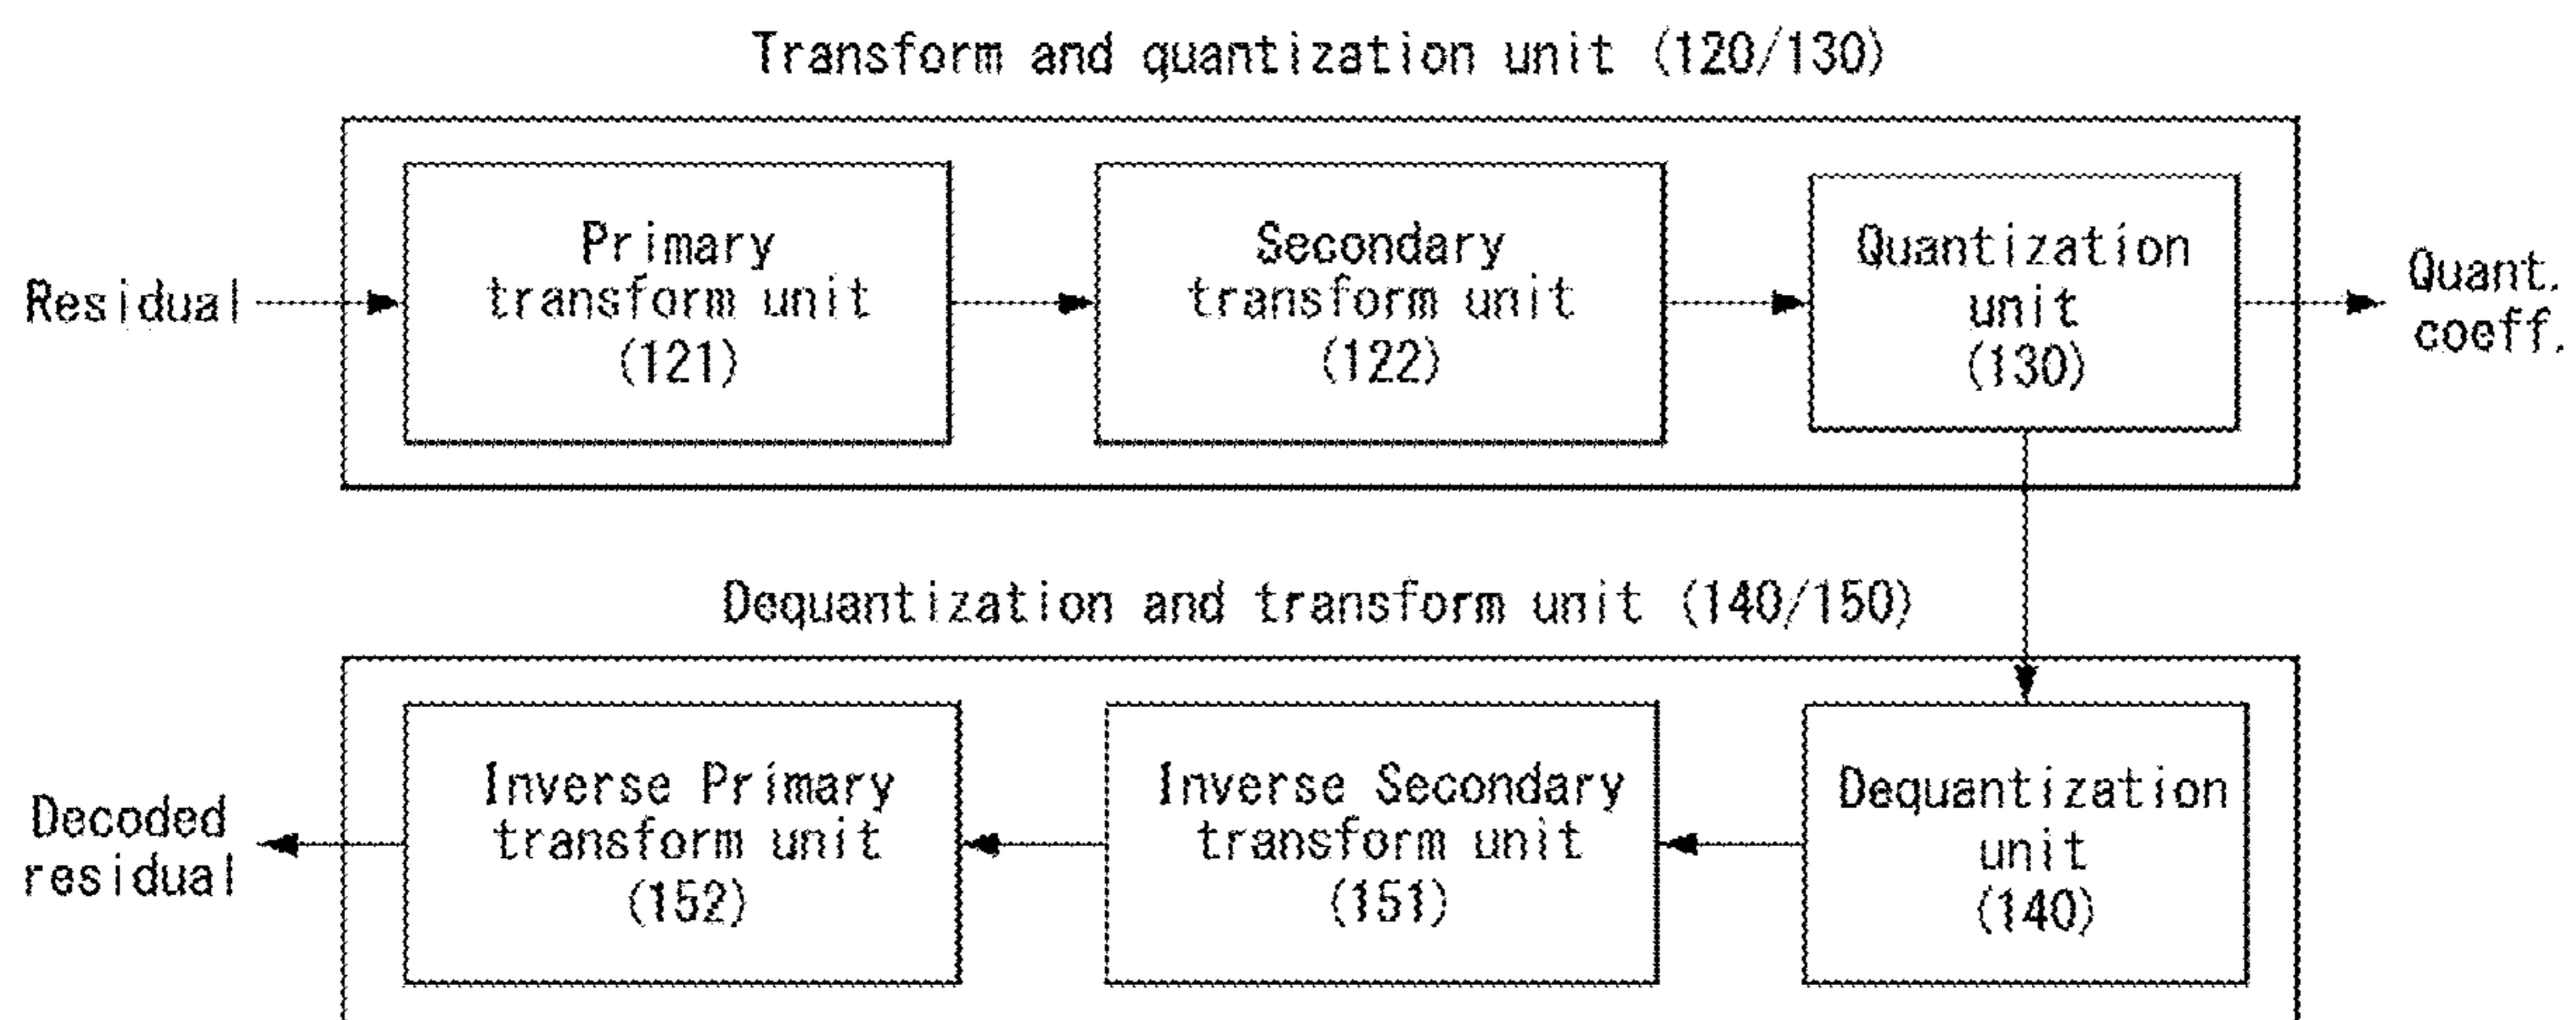 Transform and quantization unit (120/130)
Residual
Primary
transform unit
(121)
Secondary
transform unit
(122)
Quantization
unit
(130)
Quant.
coeff.
Dequantization and transform unit (140/150)
Decoded
residual
Inverse Primary
transform unit
(152)
Inverse Secondary
transform unit
(151)
Dequantization
unit
(140)